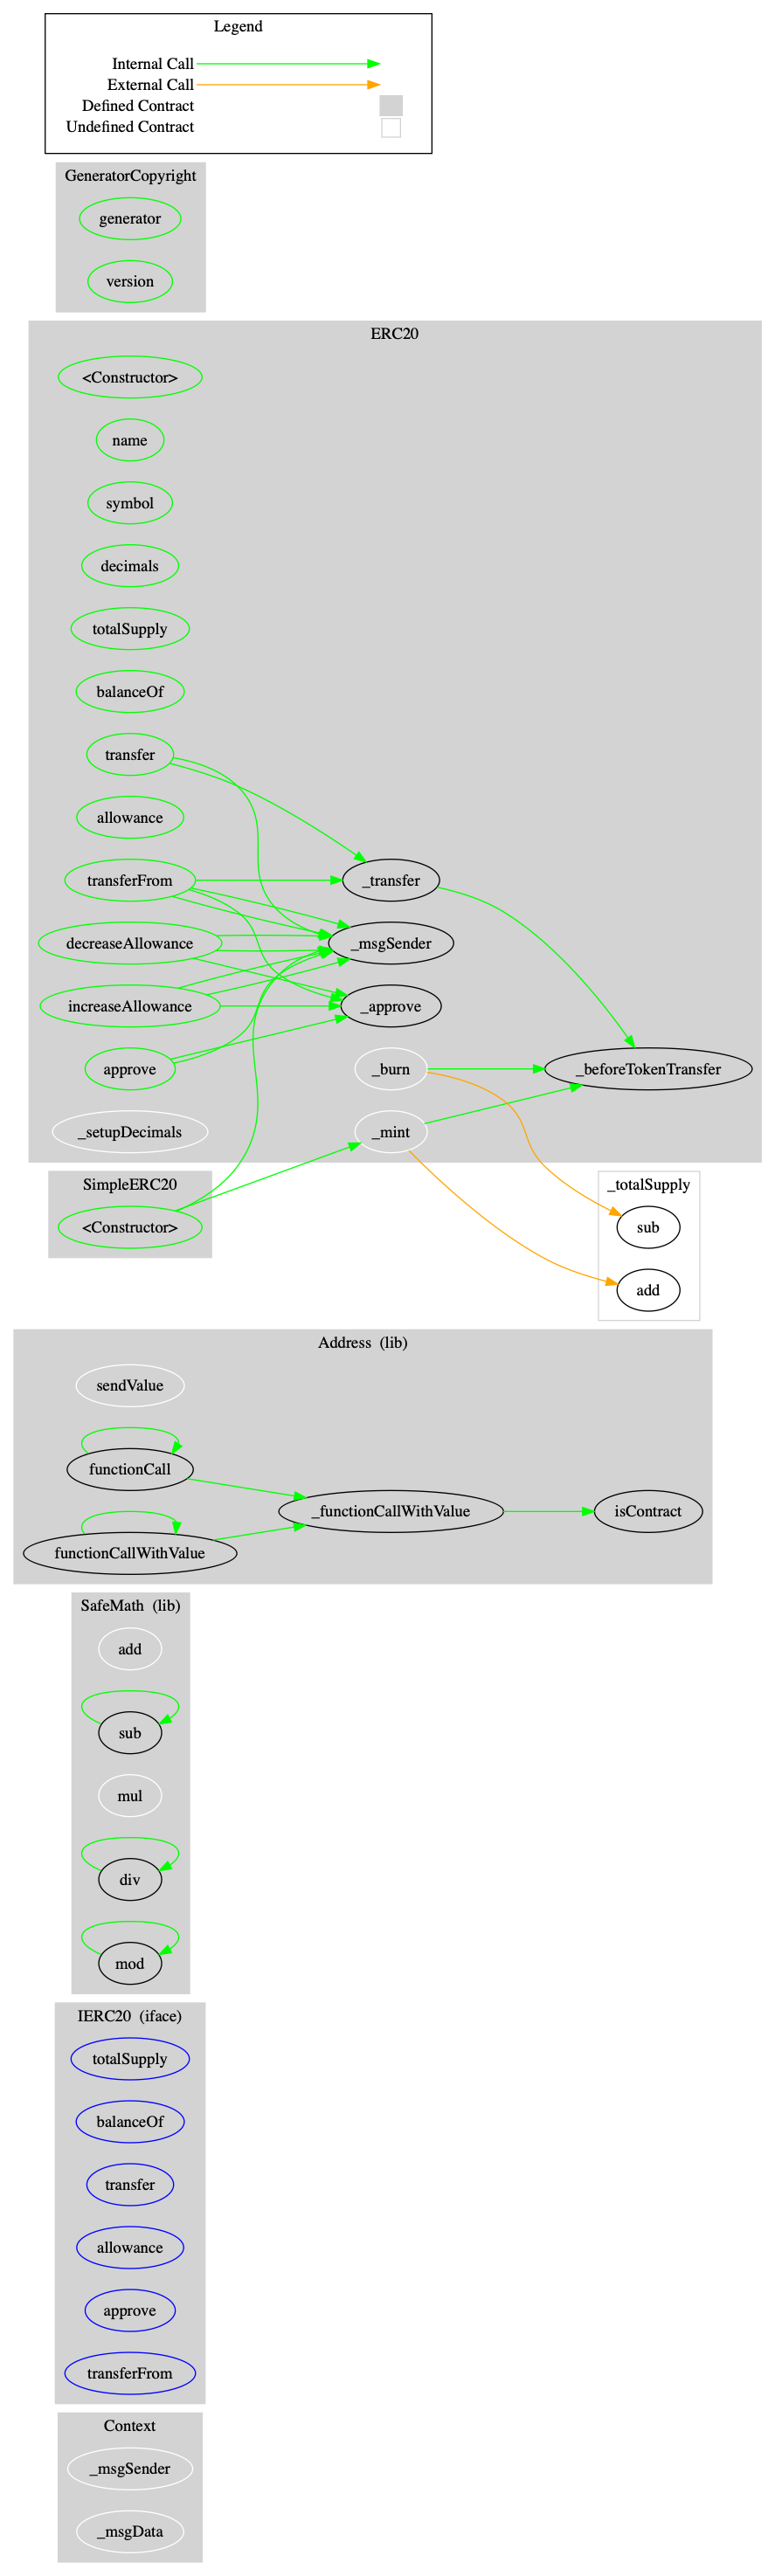 Legend
Internal Call
External Call
Defined Contract
Undefined Contract
GeneratorCopyright
generator
version
ERC20
<Constructor>
name
symbol
decimals
totalSupply
balanceOf
transfer
allowance
transferFrom
_transfer
decreaseAllowance
_msgSender
increaseAllowance
_approve
approve
_burn
_beforeTokenTransfer
_setupDecimals
_mint
SimpleERC20
<Constructor>
_totalSupply
sub
add
Address (lib)
sendValue
functionCall
_functionCallWithValue
isContract
functionCallWithValue
SafeMath (lib)
add
sub
mul
div
mod
IERC20 (iface)
totalSupply
balanceOf
transfer
allowance
approve
transferFrom
Context
_msgSender
_msgData